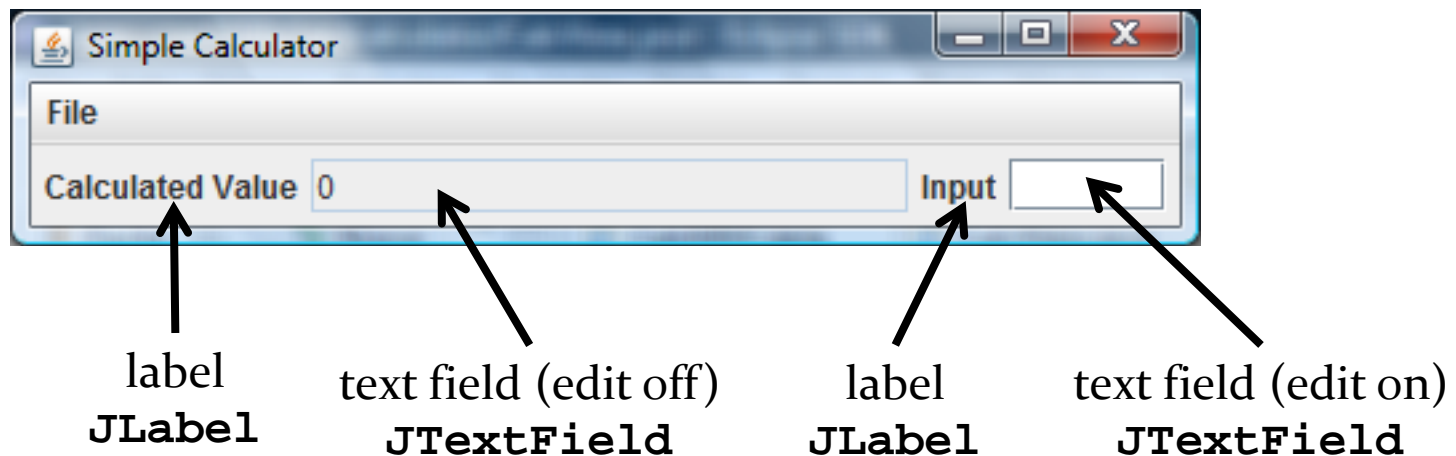 Simple Calculator
File
Calculated Value 0 Input
label text field (edit off) label text field (edit on)
JLabel JTextField JLabel JTextField